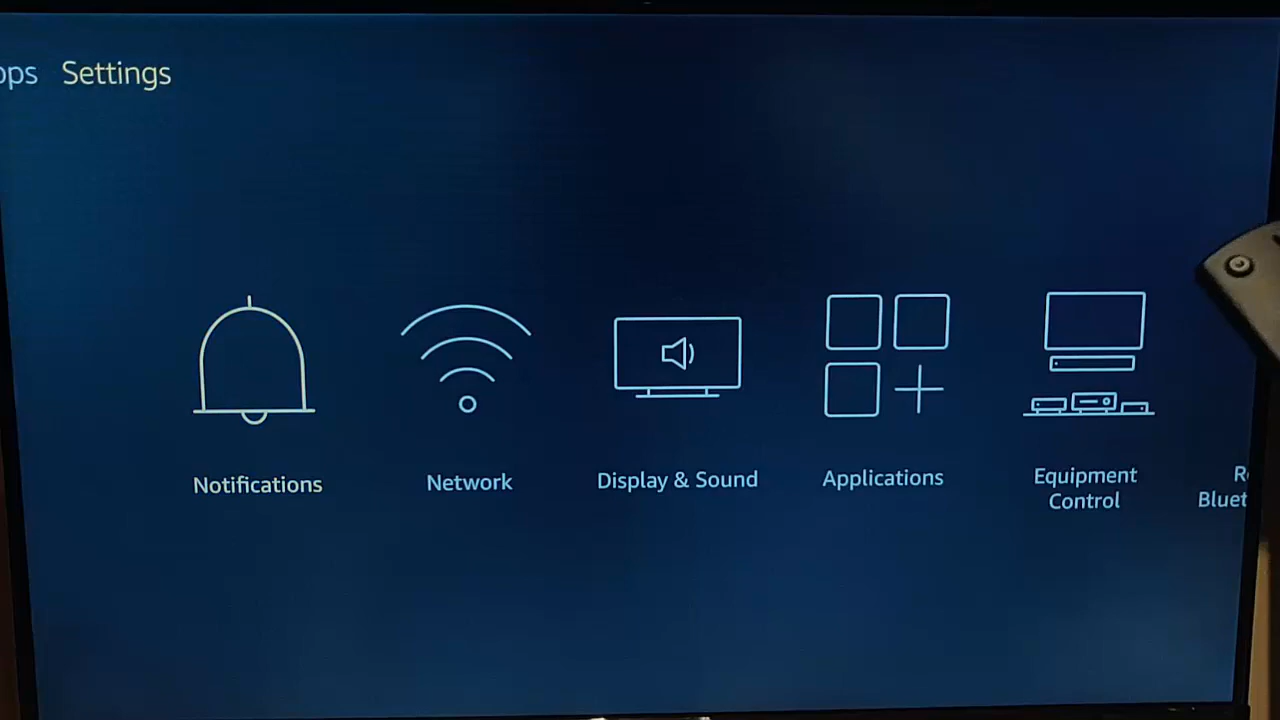 Settings
Notifications
Network
Display & Sound
Applications
Equipment
Control